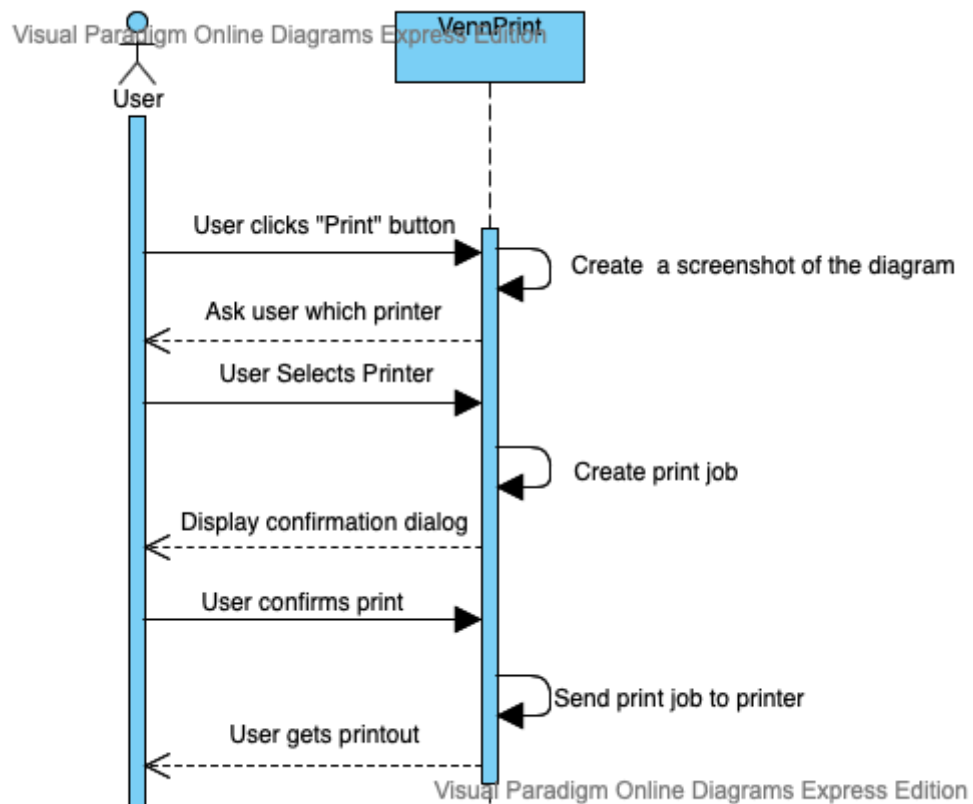 VennPrint
Visual Paradigm Online Diagrams Express Edition
User
User clicks "Print" button
Create a screenshot of the diagram
Ask user which printer
User Selects Printer
Create print job
Display confirmation dialog
User confirms print
Send print job to printer
User gets printout
Visual Paradigm Online Diagrams Express Edition